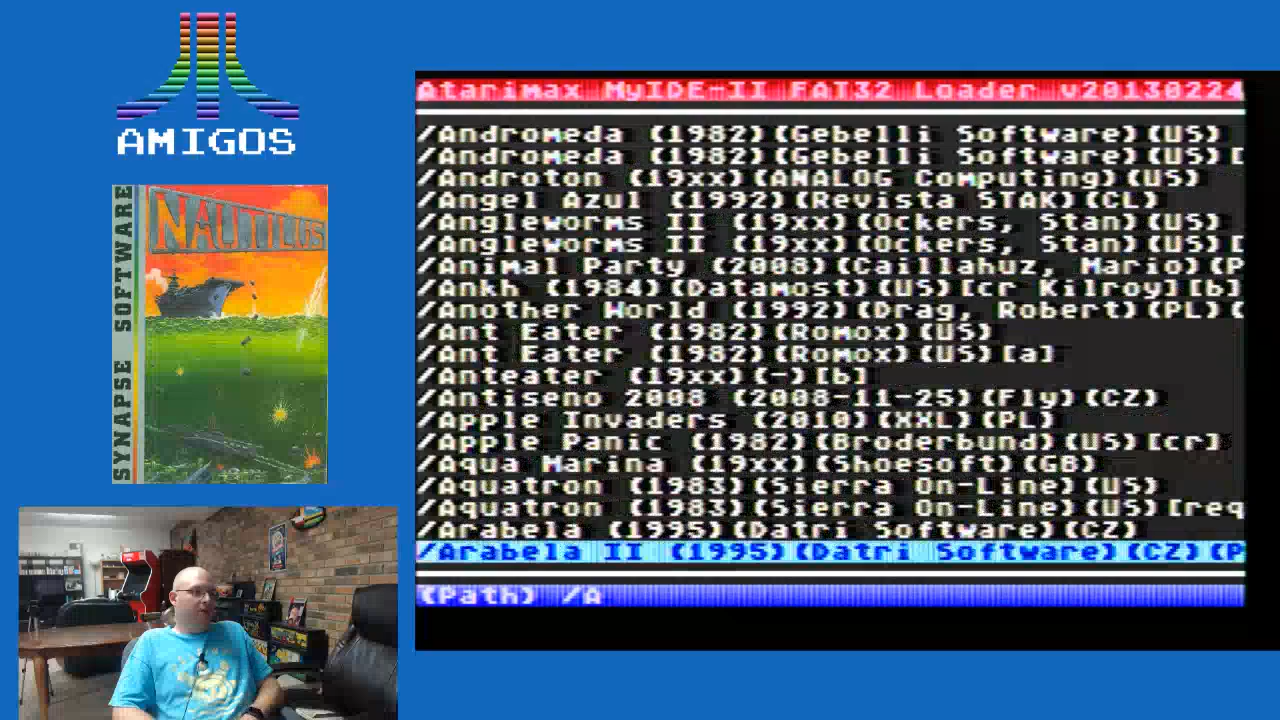 AMIGOS
SYNAPSE SOFTWARE
NAUTILUS
Atarimax MyIDE-II FAT32 Loader v20130224
/Andromeda (1982)(Gebelli Software)(US)
/Andromeda (1982)(Gebelli Software)(US)[
/Androton (19xx)(ANALOG Computing)(US)
/Angel Azul (1992)(Revista STAK)(CL)
/Angleworms II (19xx)(Ockers, Stan)(US)
/Angleworms II (19xx)(Ockers, Stan)(US)[
/Animal Party (2008)(Caillahuz, Mario)(P
/Ankh (1984)(Datamost)(US)[cr Kilroy][b]
/Another World (1992)(Drag, Robert)(PL)(
/Ant Eater (1982)(Romox)(US)
/Ant Eater (1982)(Romox)(US)[a]
/Anteater (19xx)(-)[b]
/Antiseno 2008 (2008-11-25)(Fly)(CZ)
/Apple Invaders (2010)(XXL)(PL)
/Apple Panic (1982)(Broderbund)(US)[cr]
/Aqua Marina (19xx)(Shoesoft)(GB)
/Aquatron (1983)(Sierra On-Line)(US)
/Aquatron (1983)(Sierra On-Line)(US)[req
/Arabela (1995)(Datri Software)(CZ)
/Arabela II (1995)(Datri Software)(CZ)(P
(Path) /A